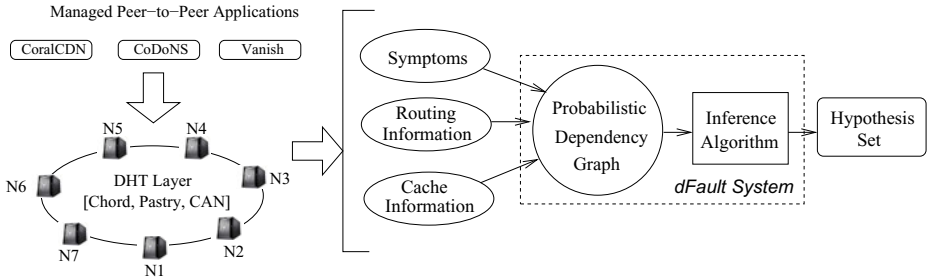 Managed Peer−to−Peer Applications
CoralCDN
CoDoNS
Vanish
N5
N4
N6
N3
DHT Layer
[Chord, Pastry, CAN]
N7
N2
N1
Symptoms
Routing
Information
Cache
Information
Probabilistic
Dependency
Graph
Inference
Algorithm
dFault System
Hypothesis
Set